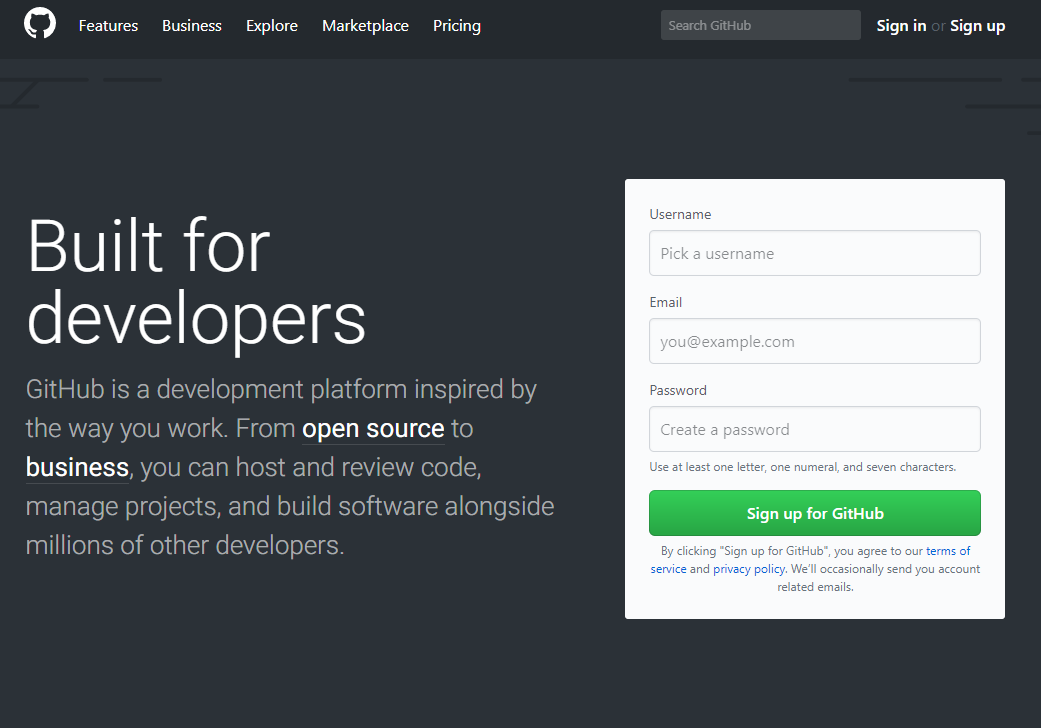 Features Business Explore Marketplace Pricing Search GitHub Sign in or Sign up
Built for
developers
GitHub is a development platform inspired by
the way you work. From open source to
business, you can host and review code,
manage projects, and build software alongside
millions of other developers.
Username
Pick a username
Email
you@example.com
Password
Create a password
Use at least one letter, one numeral, and seven characters.
Sign up for GitHub
By clicking "Sign up for GitHub", you agree to our terms of
service and privacy policy. We’ll occasionally send you account
related emails.